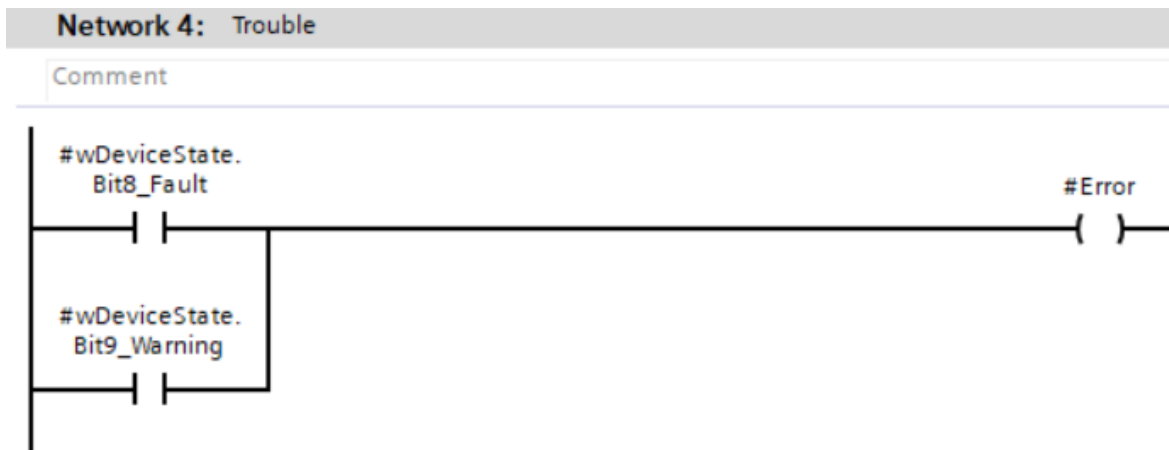 Network 4: Trouble
Comment
#wDeviceState.
Bit8_Fault
#Error
#wDeviceState.
Bit9_Warning